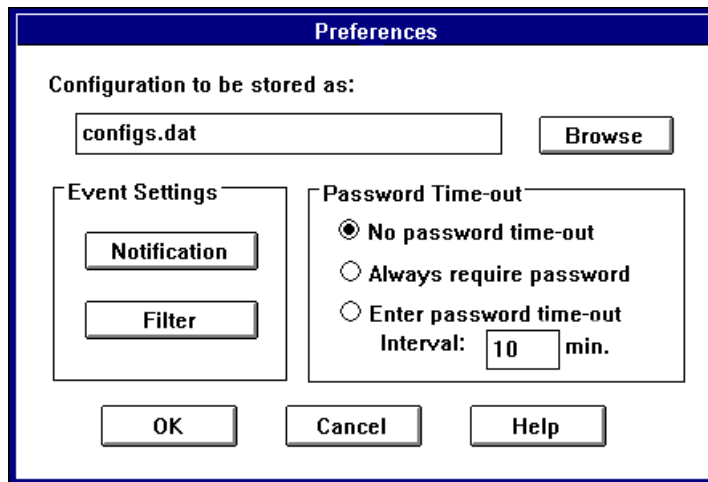 Preferences
Configuration to be stored as:
configs.dat
Browse
Event Settings
Notification
Filter
Password Time-out
No password time-out
Always require password
Enter password time-out
Interval: 10 min.
OK
Cancel
Help